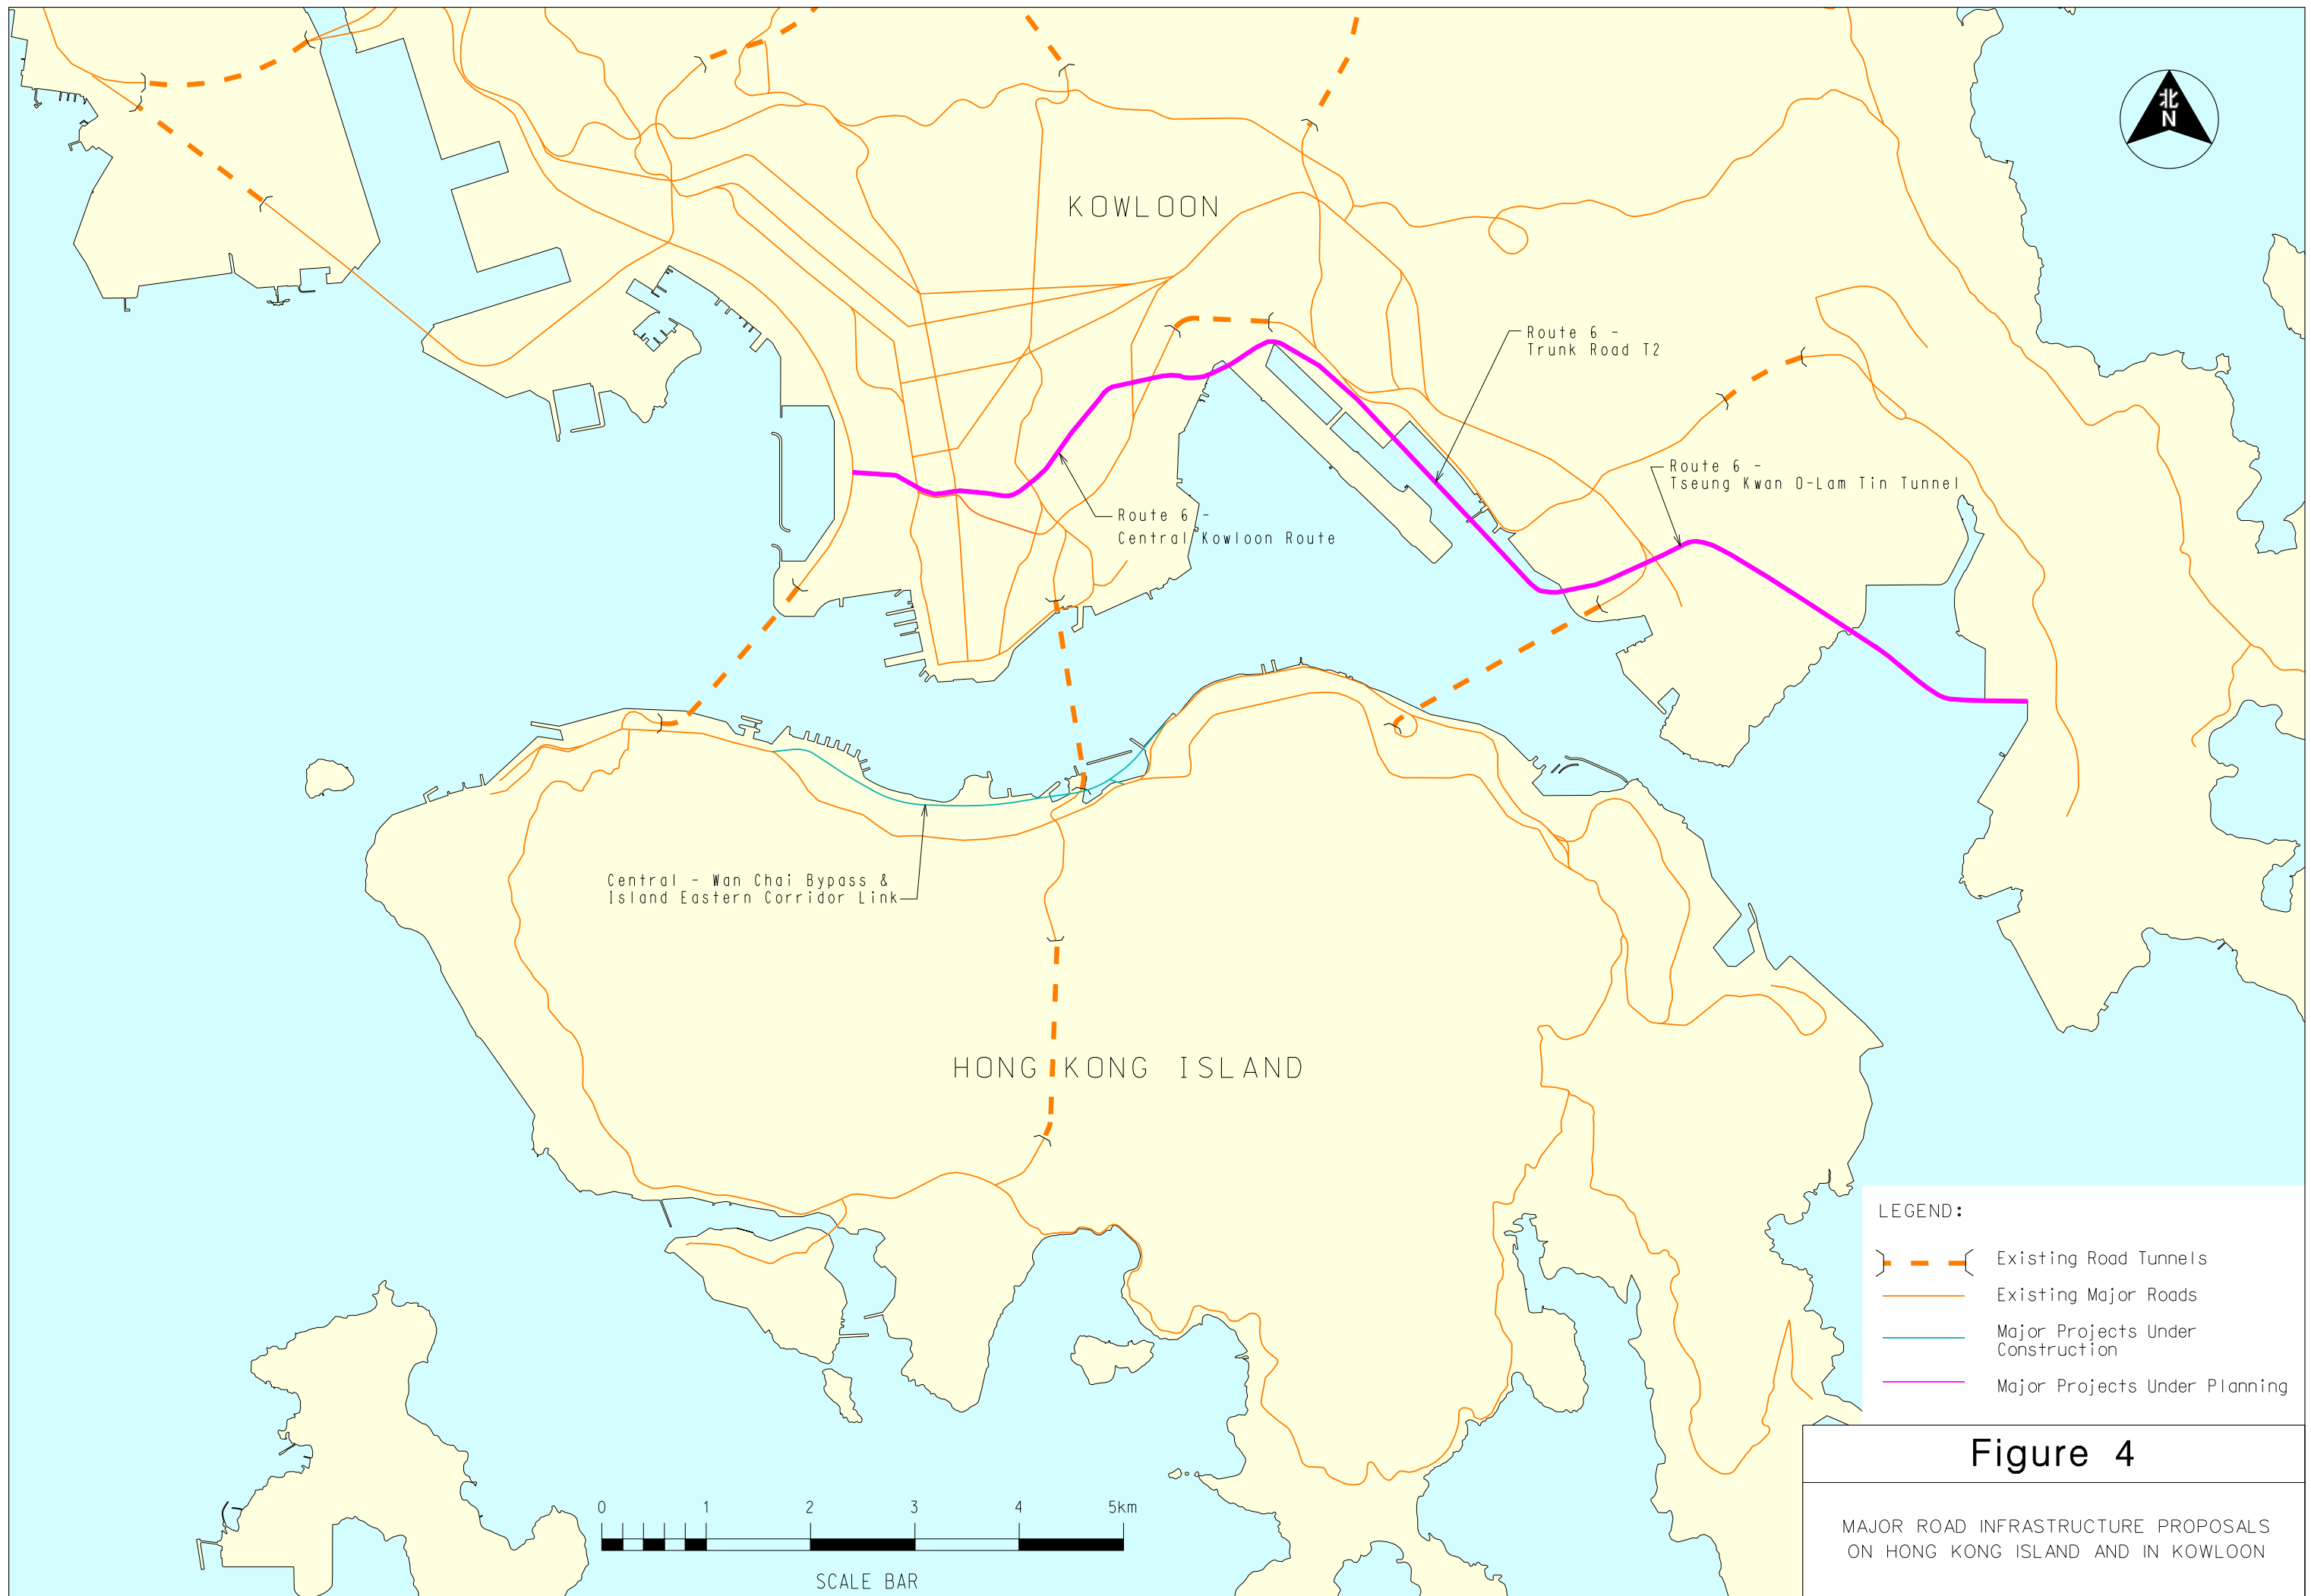 北
N
KOWLOON
Route 6 -
Trunk Road T2
Route 6 -
Tseung Kwan O-Lam Tin Tunnel
Route 6 -
Central Kowloon Route
Central - Wan Chai Bypass &
Island Eastern Corridor Link
HONG KONG ISLAND
LEGEND:
Existing Road Tunnels
Existing Major Roads
Major Projects Under
Construction
Major Projects Under Planning
Figure 4
MAJOR ROAD INFRASTRUCTURE PROPOSALS
ON HONG KONG ISLAND AND IN KOWLOON
0 1 2 3 4 5km
SCALE BAR